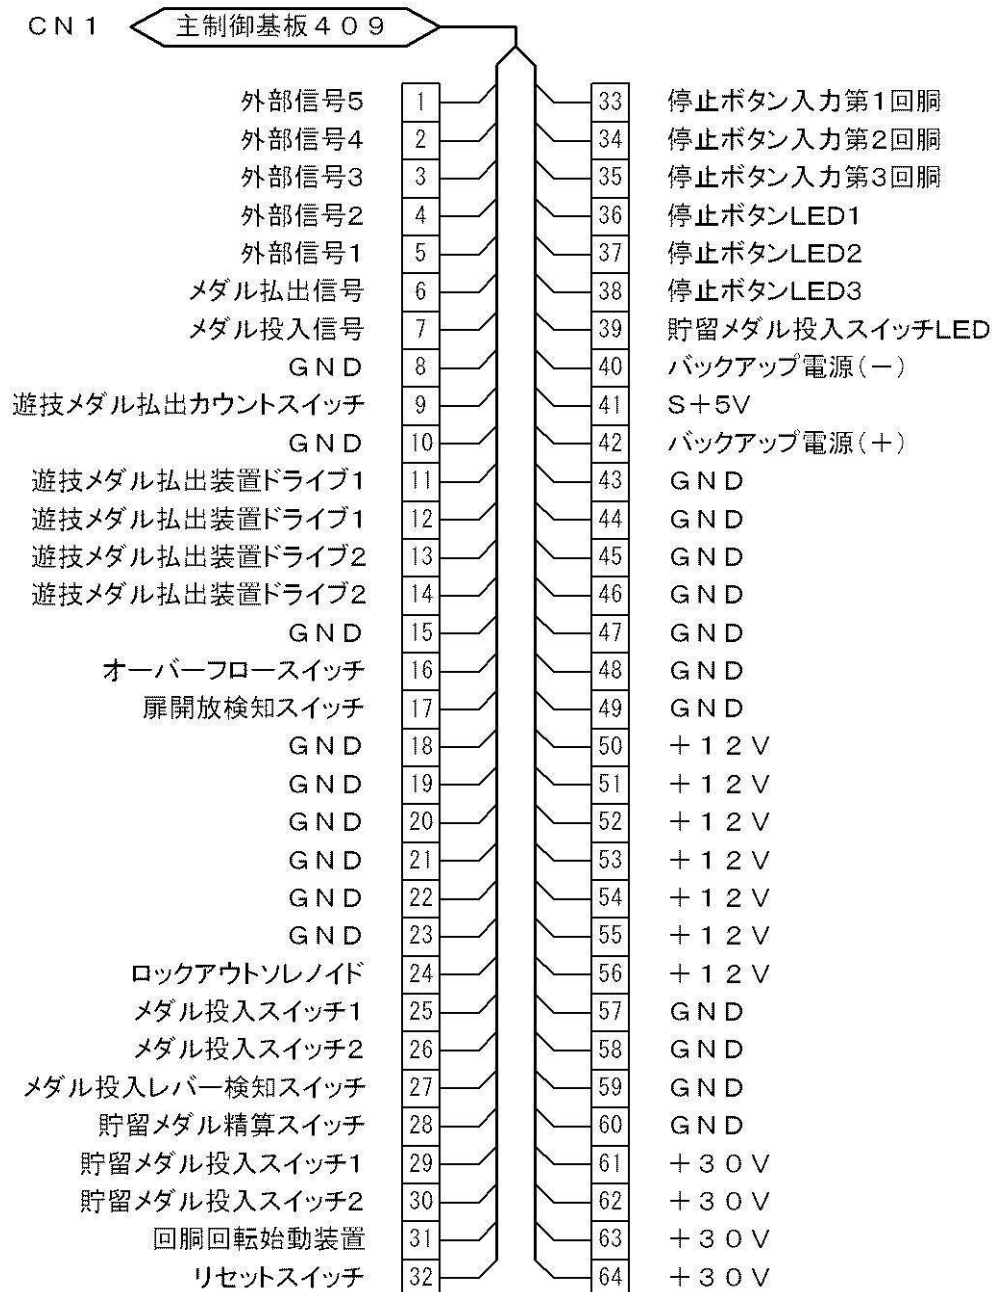 CN1 主制御基板409
外部信号5 1
外部信号4 2
外部信号3 3
外部信号2 4
外部信号1 5
メダル払出信号 6
メダル投入信号 7
GND 8
遊技メダル払出カウントスイッチ 9
GND 10
遊技メダル払出装置ドライブ1 11
遊技メダル払出装置ドライブ1 12
遊技メダル払出装置ドライブ2 13
遊技メダル払出装置ドライブ2 14
GND 15
オーバーフロースイッチ 16
扉開放検知スイッチ 17
GND 18
GND 19
GND 20
GND 21
GND 22
GND 23
ロックアウトソレノイド 24
メダル投入スイッチ1 25
メダル投入スイッチ2 26
メダル投入レバー検知スイッチ 27
貯留メダル精算スイッチ 28
貯留メダル投入スイッチ1 29
貯留メダル投入スイッチ2 30
回胴回転始動装置 31
リセットスイッチ 32
33 停止ボタン入力第1回胴
34 停止ボタン入力第2回胴
35 停止ボタン入力第3回胴
36 停止ボタンLED1
37 停止ボタンLED2
38 停止ボタンLED3
39 貯留メダル投入スイッチLED
40 バックアップ電源(-)
41 S+5V
42 バックアップ電源(+)
43 GND
44 GND
45 GND
46 GND
47 GND
48 GND
49 GND
50 +12V
51 +12V
52 +12V
53 +12V
54 +12V
55 +12V
56 +12V
57 GND
58 GND
59 GND
60 GND
61 +30V
62 +30V
63 +30V
64 +30V